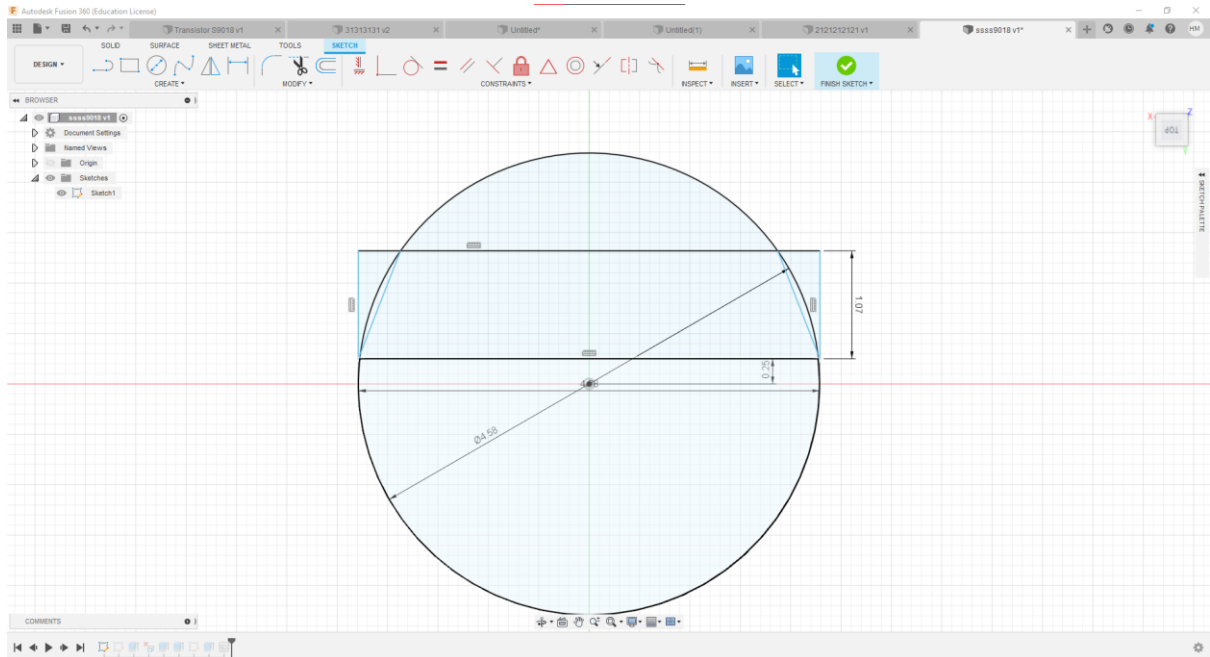 Autodesk Fusion 360 (Education License)
Transistor S9018 v1
31313131 v2
Untitled*
Untitled(1)
2121212121 v1
ssss9018 v1*
HM
SOLID
SURFACE
SHEET METAL
TOOLS
SKETCH
DESIGN
CREATE
MODIFY
CONSTRAINTS
INSPECT
INSERT
SELECT
FINISH SKETCH
BROWSER
ssss9018 v1
Document Settings
Named Views
Origin
Sketches
Sketch1
X
Z
TOP
Y
SKETCH PALETTE
1.07
0.25
Ø4.58
COMMENTS